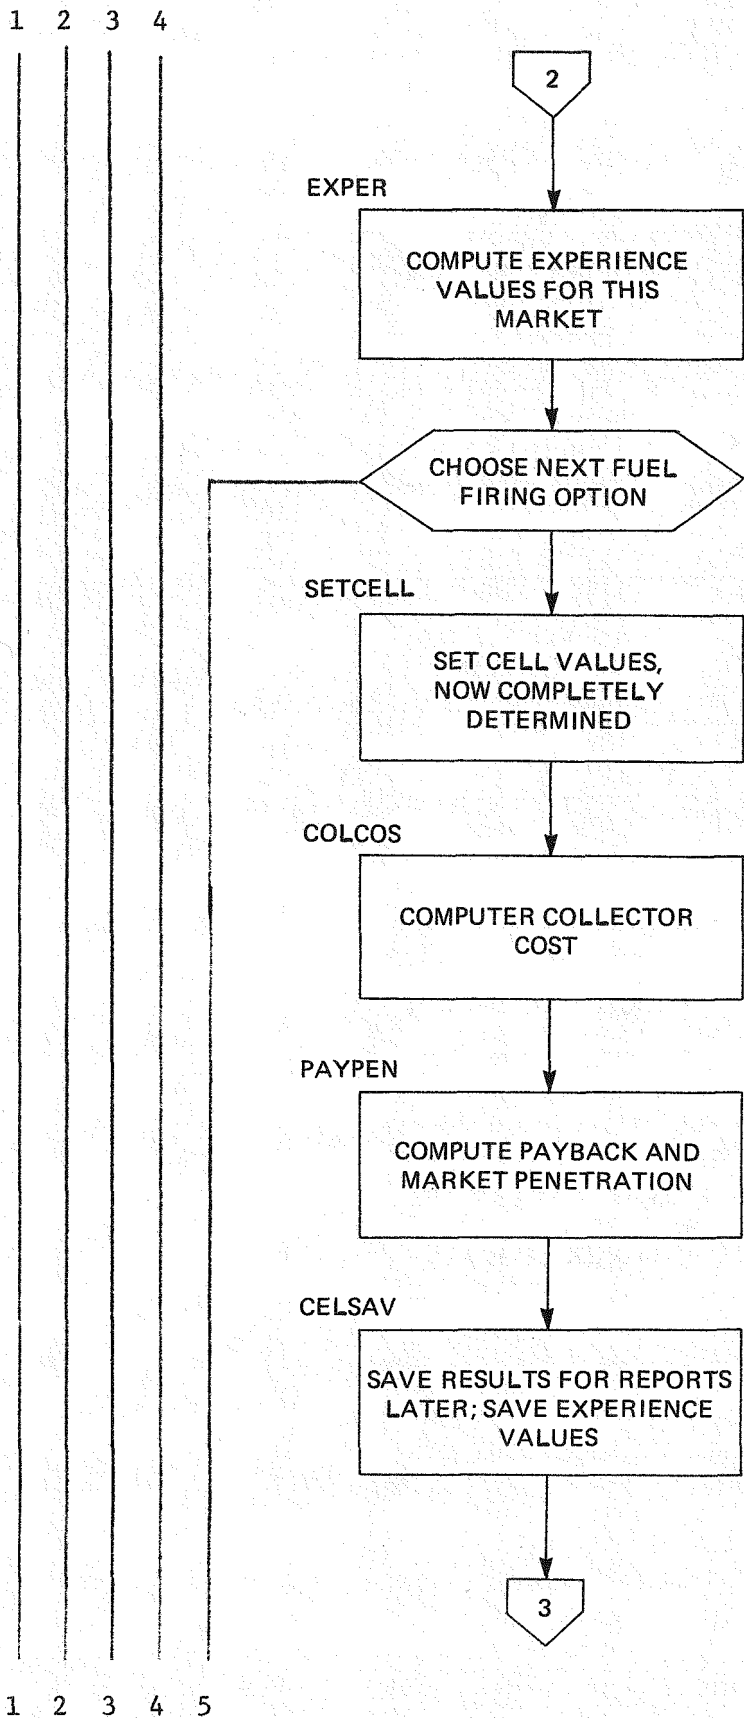 1 2 3 4
2
EXPER
COMPUTE EXPERIENCE
VALUES FOR THIS
MARKET
CHOOSE NEXT FUEL
FIRING OPTION
SETCELL
SET CELL VALUES,
NOW COMPLETELY
DETERMINED
COLCOS
COMPUTER COLLECTOR
COST
PAYPEN
COMPUTE PAYBACK AND
MARKET PENETRATION
CELSAV
SAVE RESULTS FOR REPORTS
LATER; SAVE EXPERIENCE
VALUES
3
1 2 3 4 5